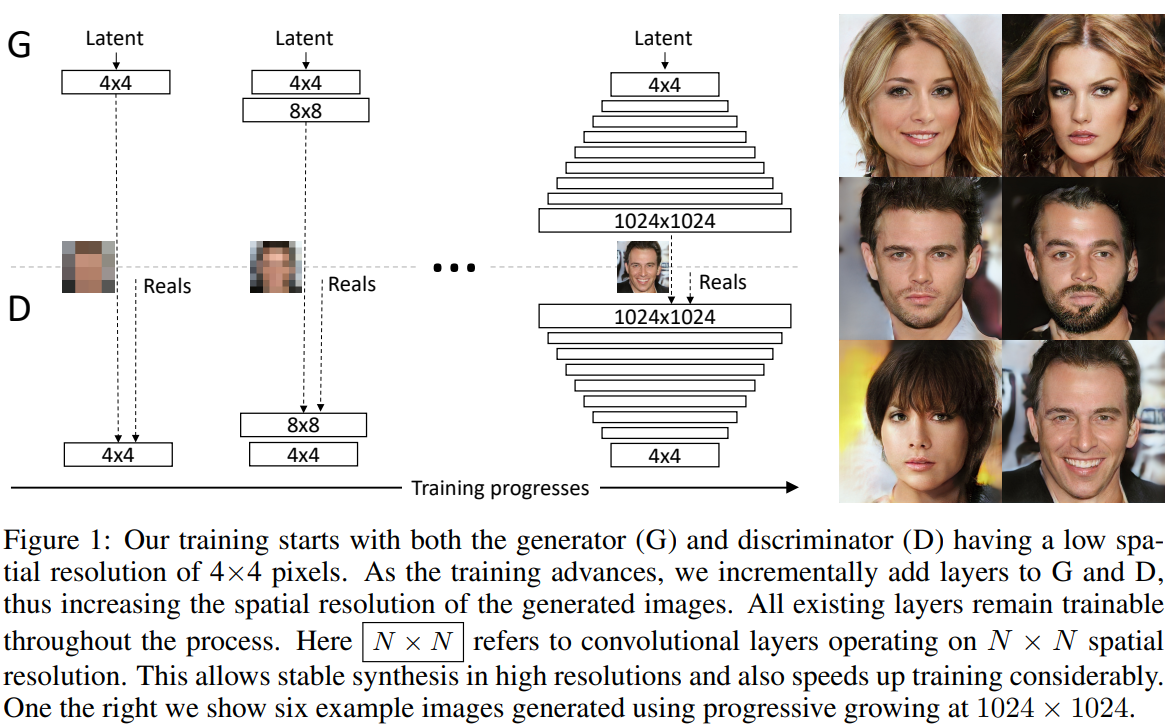 G
Latent
Latent
Latent
4x4
4x4
4x4
8x8
1024x1024
Reals
Reals
Reals
D
1024x1024
8x8
4x4
4x4
4x4
Training progresses
Figure 1: Our training starts with both the generator (G) and discriminator (D) having a low spa-
tial resolution of 4×4 pixels. As the training advances, we incrementally add layers to G and D,
thus increasing the spatial resolution of the generated images. All existing layers remain trainable
throughout the process. Here N × N refers to convolutional layers operating on N × N spatial
resolution. This allows stable synthesis in high resolutions and also speeds up training considerably.
One the right we show six example images generated using progressive growing at 1024 × 1024.